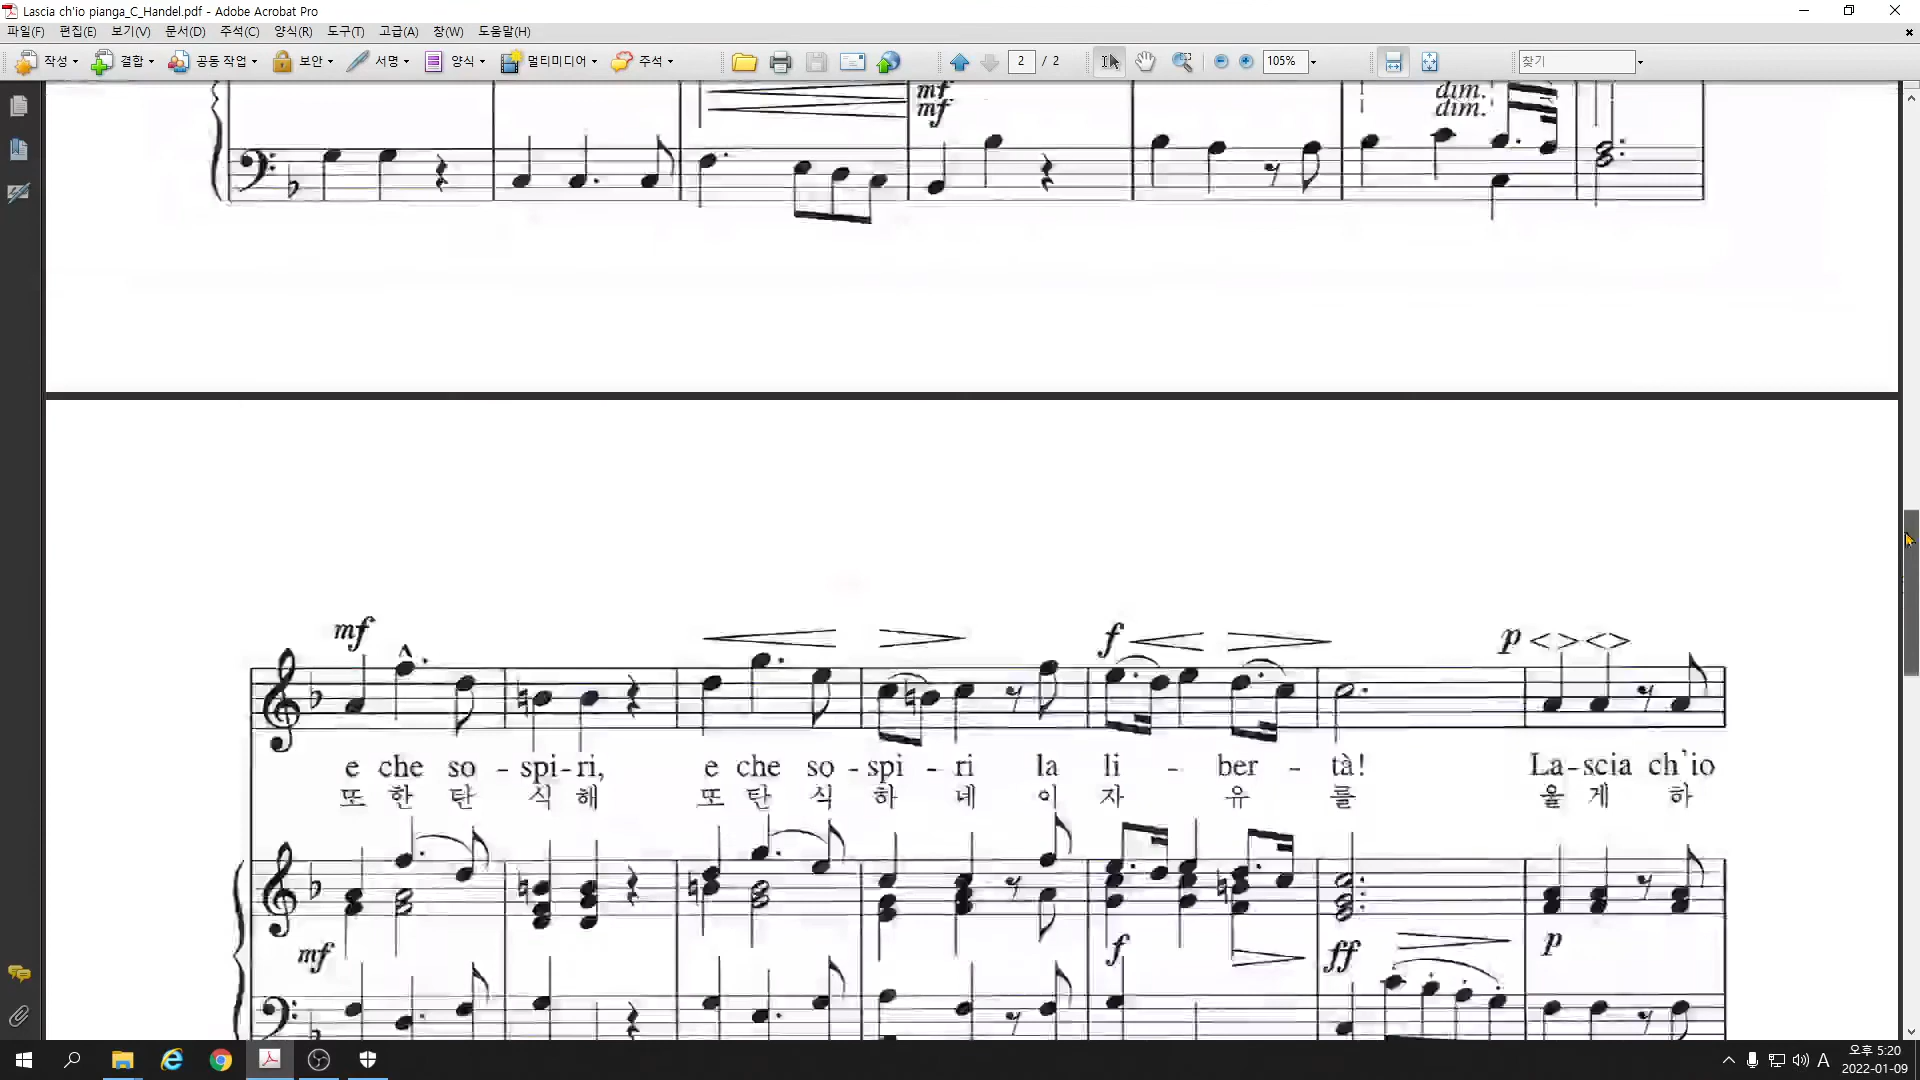 Lascia ch'io pianga_C_Handel.pdf - Adobe Acrobat Pro
파일(F) 편집(E) 보기(V) 문서(D) 주석(C) 양식(R) 도구(T) 고급(A) 창(W) 도움말(H)
작성 결합 공동 작업 보안 서명 양식 멀티미디어 주석 2 / 2 105% 찾기
mf dim.
mf dim.
mf f p
e che so - spi-ri, e che so - spi - ri la li - ber - tà! La-scia ch'io
또 한 탄 식 해 또 탄 식 하 네 이 자 유 를 울 게 하
mf f ff p
A 오후 5:20
2022-01-09